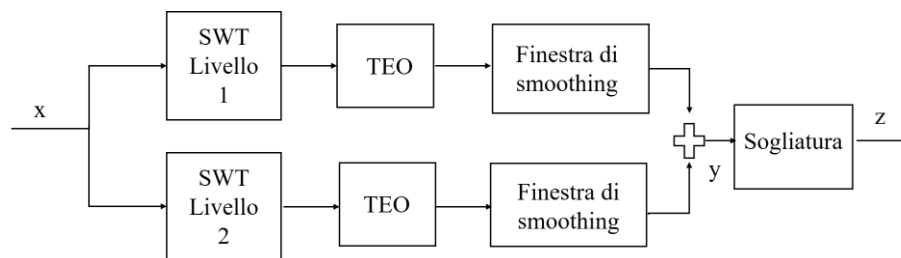 SWT
Livello
1
TEO
Finestra di
smoothing
x
SWT
Livello
2
TEO
Finestra di
smoothing
y
Sogliatura
z